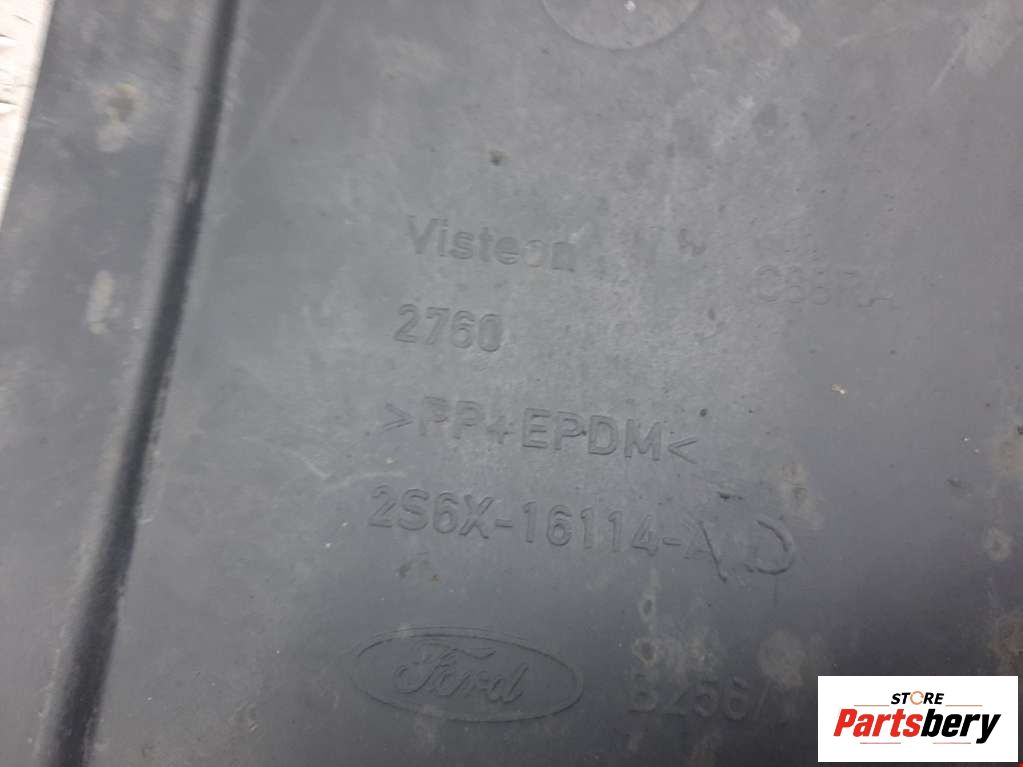 Visteon
2760
>PP+EPDM<
2S6X-16114-AD
Ford
STORE
Partsbery